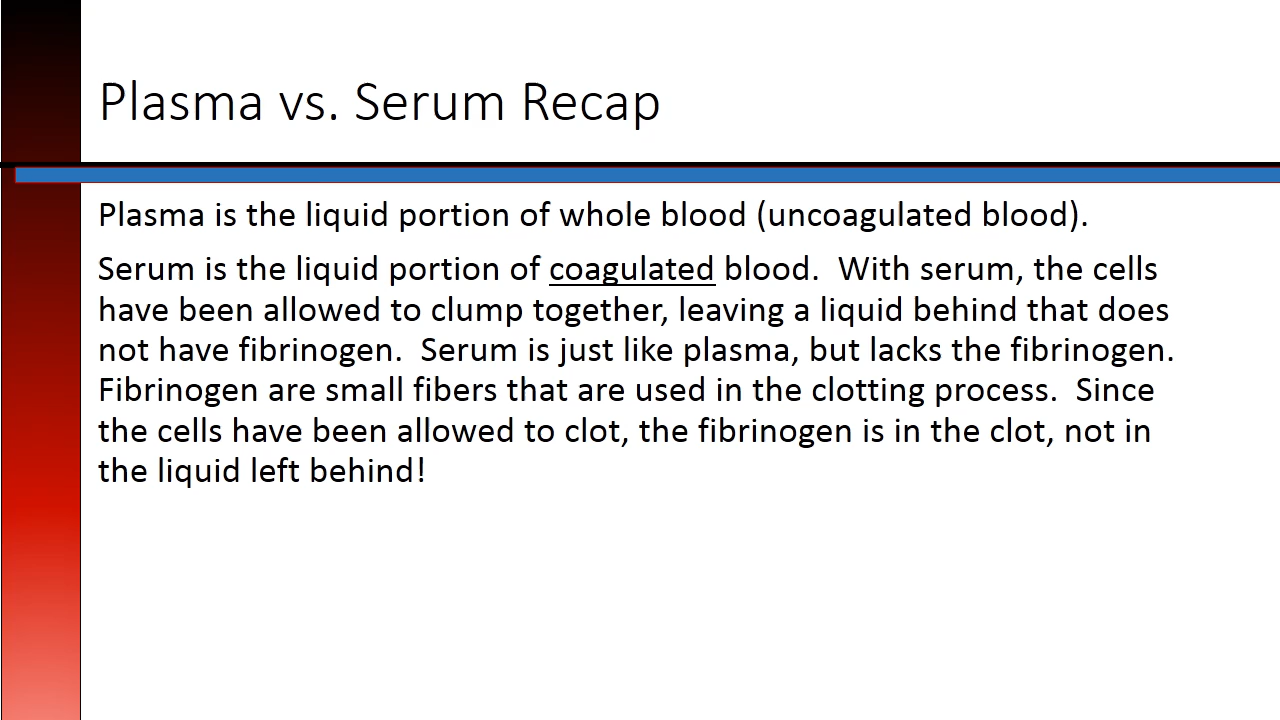 Plasma vs. Serum Recap
Plasma is the liquid portion of whole blood (uncoagulated blood).
Serum is the liquid portion of coagulated blood.  With serum, the cells
have been allowed to clump together, leaving a liquid behind that does
not have fibrinogen.  Serum is just like plasma, but lacks the fibrinogen.
Fibrinogen are small fibers that are used in the clotting process.  Since
the cells have been allowed to clot, the fibrinogen is in the clot, not in
the liquid left behind!